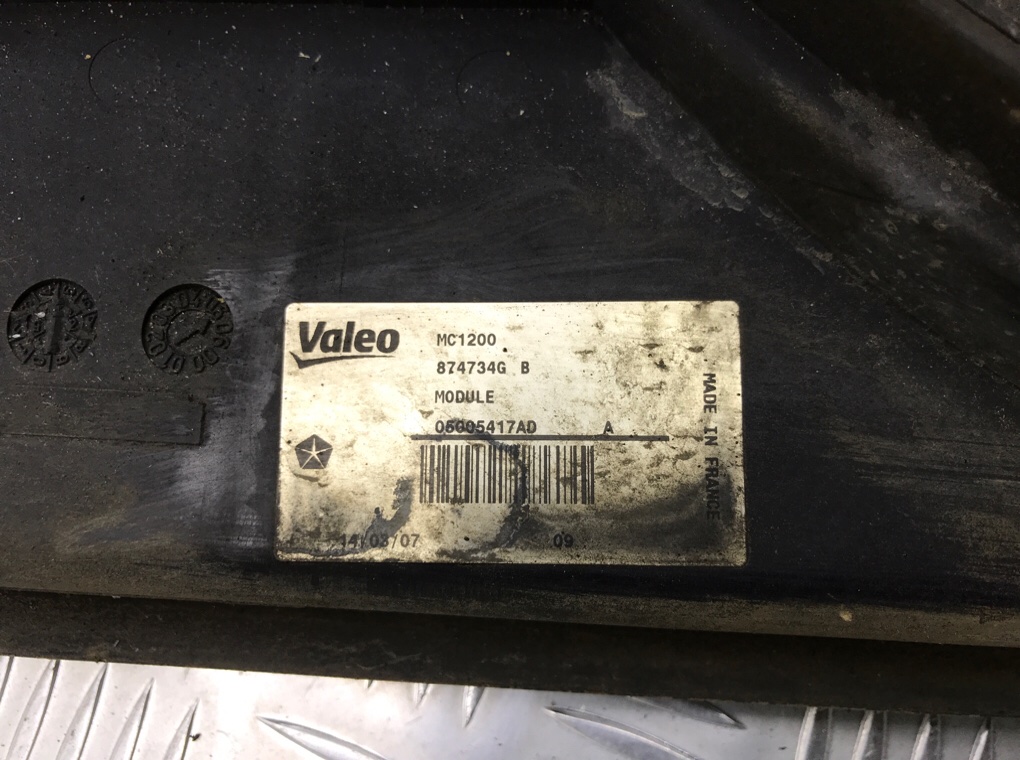 Valeo
MC1200
874734G B
MODULE
05005417AD A
14/03/07 09
MADE IN FRANCE